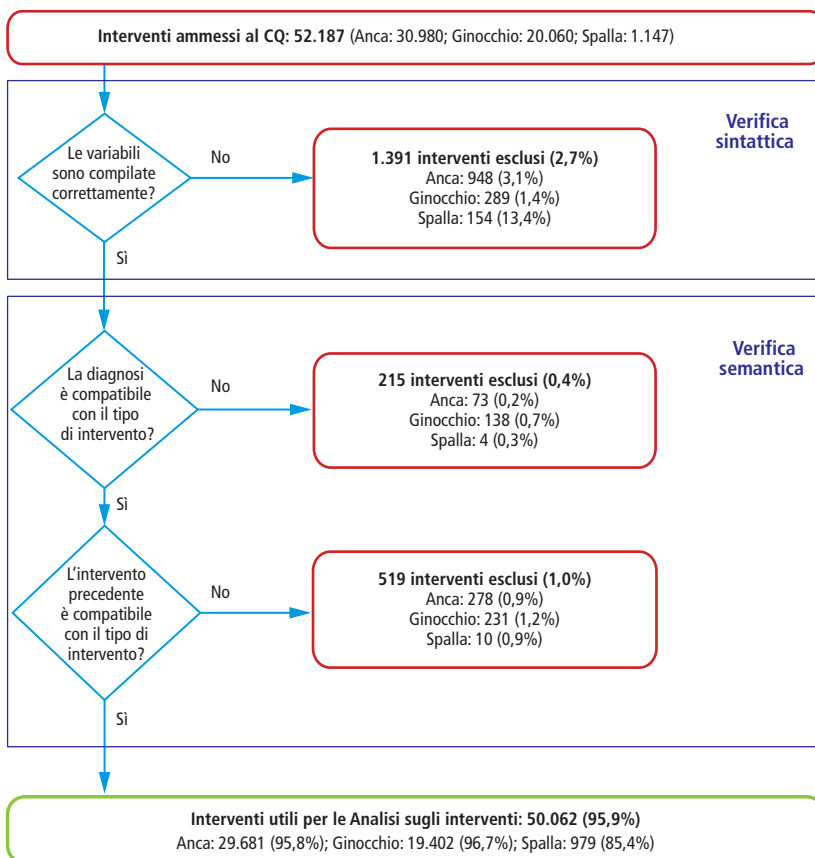 Interventi ammessi al CQ: 52.187 (Anca: 30.980; Ginocchio: 20.060; Spalla: 1.147)
Verifica
sintattica
Le variabili
sono compilate
correttamente?
No
1.391 interventi esclusi (2,7%)
Anca: 948 (3,1%)
Ginocchio: 289 (1,4%)
Spalla: 154 (13,4%)
Sì
Verifica
semantica
La diagnosi
è compatibile
con il tipo
di intervento?
No
215 interventi esclusi (0,4%)
Anca: 73 (0,2%)
Ginocchio: 138 (0,7%)
Spalla: 4 (0,3%)
Sì
L’intervento
precedente
è compatibile
con il tipo di
intervento?
No
519 interventi esclusi (1,0%)
Anca: 278 (0,9%)
Ginocchio: 231 (1,2%)
Spalla: 10 (0,9%)
Sì
Interventi utili per le Analisi sugli interventi: 50.062 (95,9%)
Anca: 29.681 (95,8%); Ginocchio: 19.402 (96,7%); Spalla: 979 (85,4%)